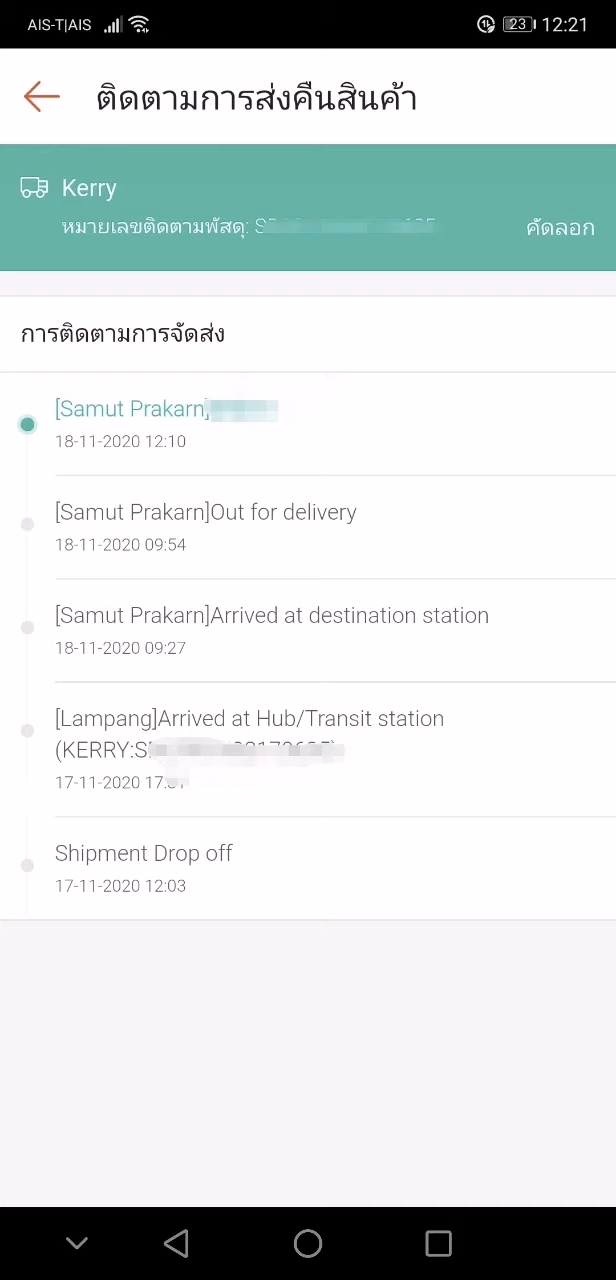 AIS-T|AIS
23
12:21
ติดตามการส่งคืนสินค้า
Kerry
หมายเลขติดตามพัสดุ:
คัดลอก
การติดตามการจัดส่ง
[Samut Prakarn]
18-11-2020 12:10
[Samut Prakarn]Out for delivery
18-11-2020 09:54
[Samut Prakarn]Arrived at destination station
18-11-2020 09:27
[Lampang]Arrived at Hub/Transit station
(KERRY:
17-11-2020
Shipment Drop off
17-11-2020 12:03